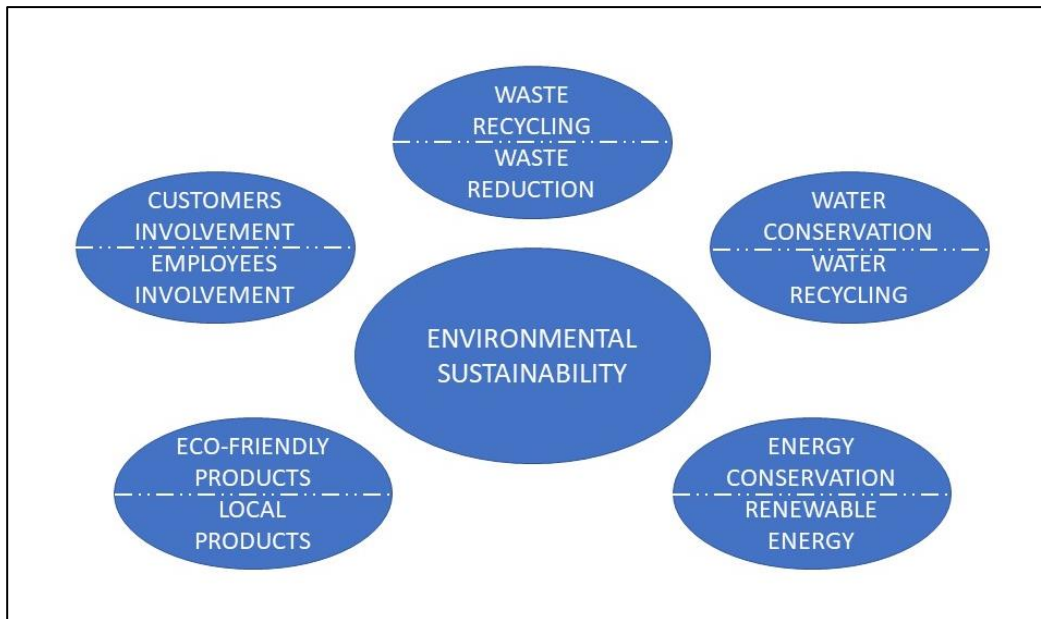 WASTE
RECYCLING
WASTE
REDUCTION
CUSTOMERS
INVOLVEMENT
EMPLOYEES
INVOLVEMENT
WATER
CONSERVATION
WATER
RECYCLING
ENVIRONMENTAL
SUSTAINABILITY
ECO-FRIENDLY
PRODUCTS
LOCAL
PRODUCTS
ENERGY
CONSERVATION
RENEWABLE
ENERGY